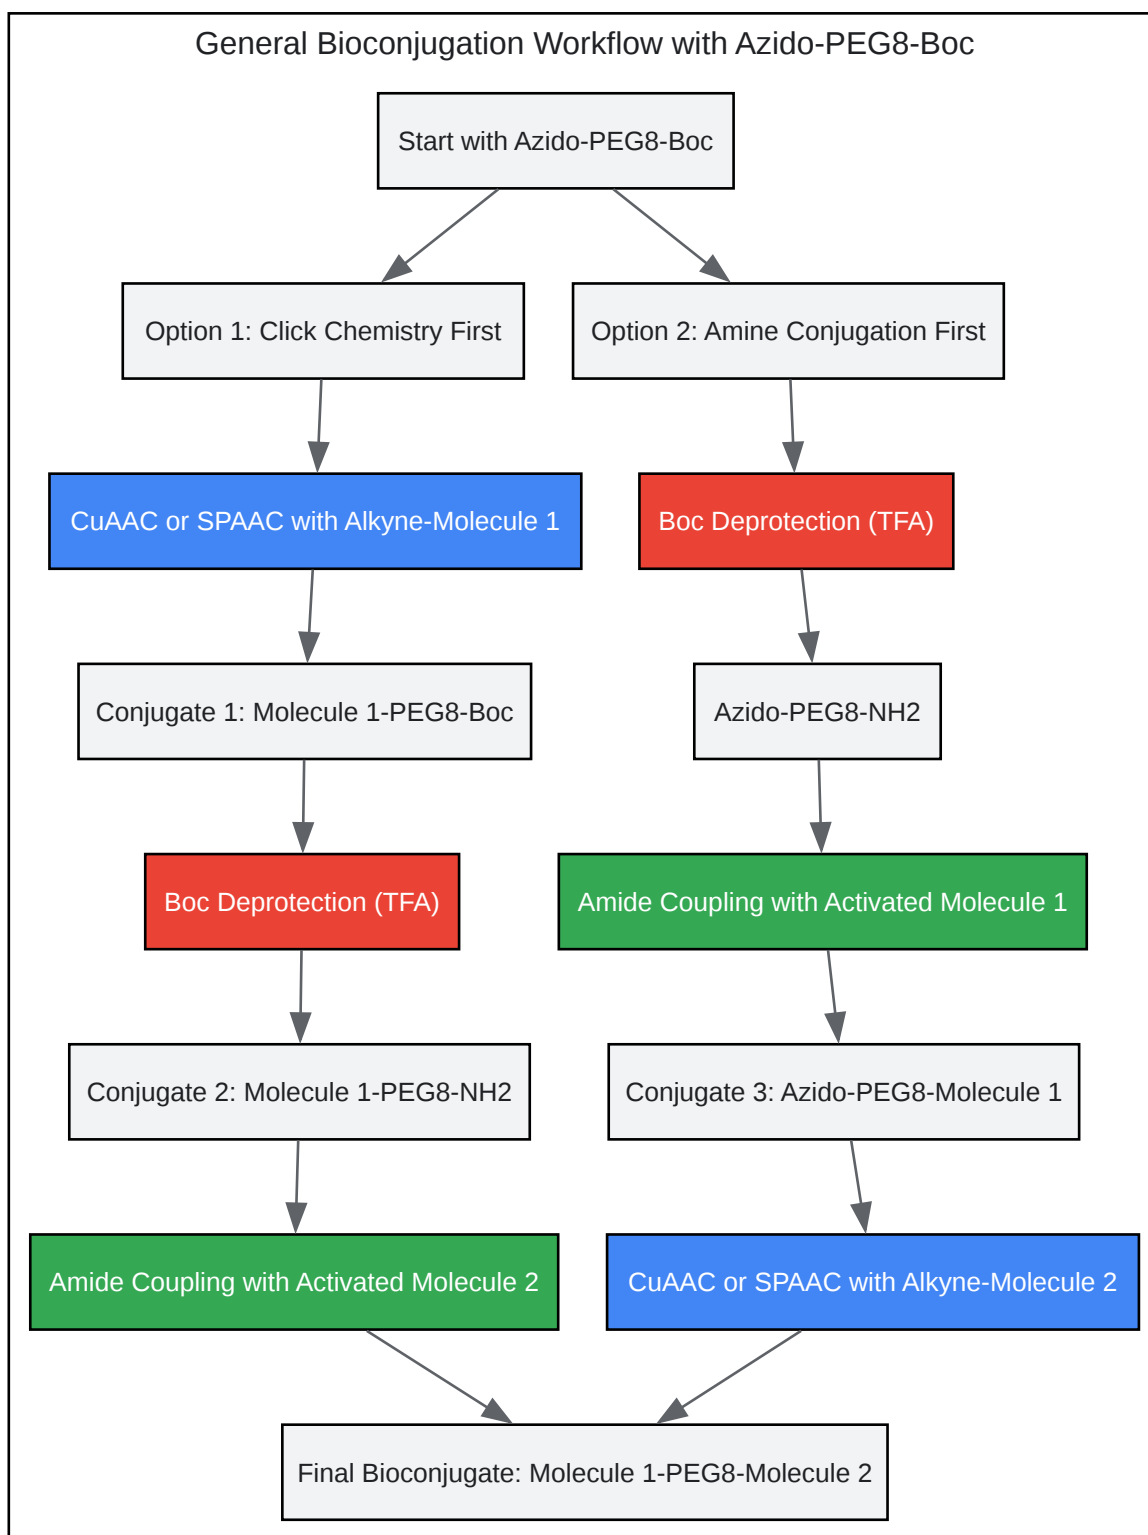 General Bioconjugation Workflow with Azido-PEG8-Boc
Start with Azido-PEG8-Boc
Option 1: Click Chemistry First
Option 2: Amine Conjugation First
CuAAC or SPAAC with Alkyne-Molecule 1
Boc Deprotection (TFA)
Conjugate 1: Molecule 1-PEG8-Boc
Azido-PEG8-NH2
Boc Deprotection (TFA)
Amide Coupling with Activated Molecule 1
Conjugate 2: Molecule 1-PEG8-NH2
Conjugate 3: Azido-PEG8-Molecule 1
Amide Coupling with Activated Molecule 2
CuAAC or SPAAC with Alkyne-Molecule 2
Final Bioconjugate: Molecule 1-PEG8-Molecule 2